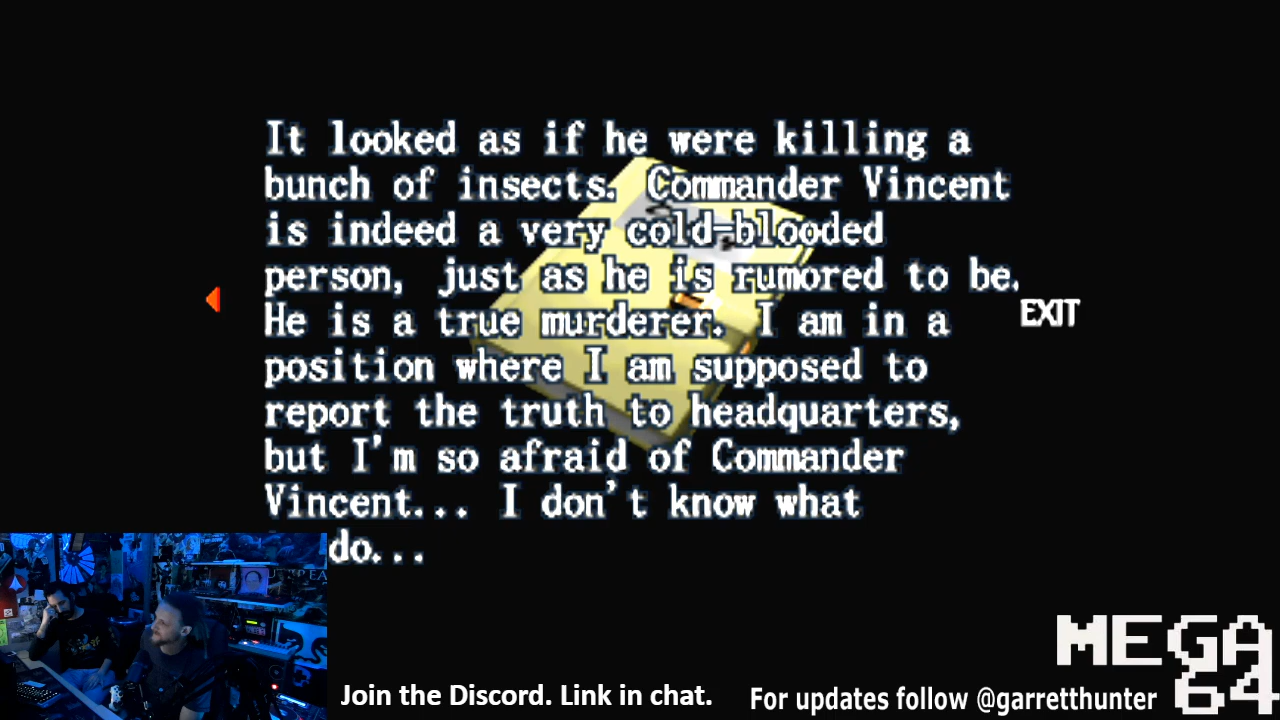 It looked as if he were killing a
bunch of insects. Commander Vincent
is indeed a very cold-blooded
person, just as he is rumored to be.
He is a true murderer. I am in a
position where I am supposed to
report the truth to headquarters,
but I'm so afraid of Commander
Vincent... I don't know what
do...
EXIT
MEGA
64
Join the Discord. Link in chat.
For updates follow @garretthunter